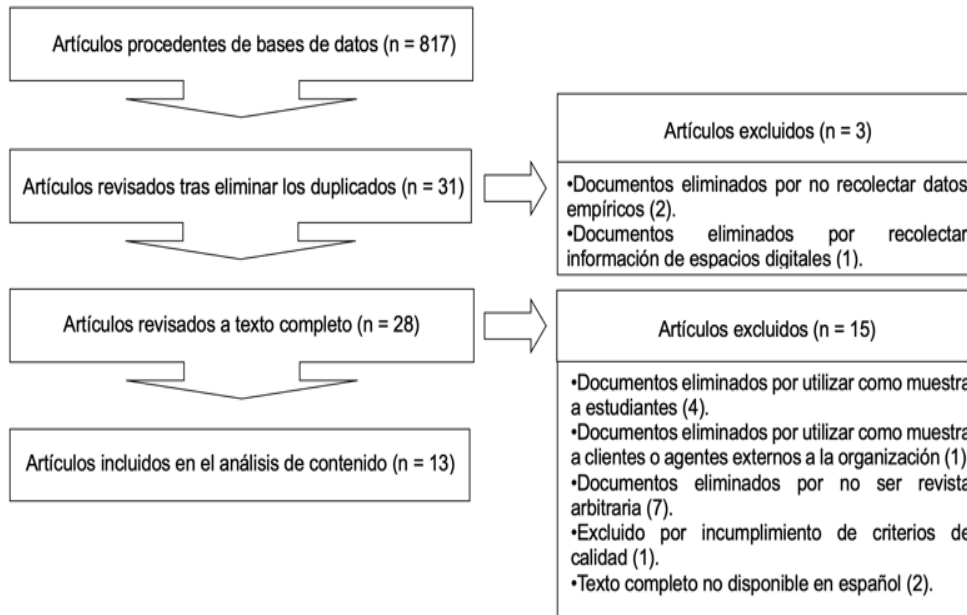 Artículos procedentes de bases de datos (n = 817)
Artículos revisados tras eliminar los duplicados (n = 31)
Artículos excluidos (n = 3)
•Documentos eliminados por no recolectar datos
empíricos (2).
•Documentos eliminados por recolectar
información de espacios digitales (1).
Artículos revisados a texto completo (n = 28)
Artículos excluidos (n = 15)
•Documentos eliminados por utilizar como muestra
a estudiantes (4).
•Documentos eliminados por utilizar como muestra
a clientes o agentes externos a la organización (1)
•Documentos eliminados por no ser revista
arbitraria (7).
•Excluido por incumplimiento de criterios de
calidad (1).
•Texto completo no disponible en español (2).
Artículos incluidos en el análisis de contenido (n = 13)